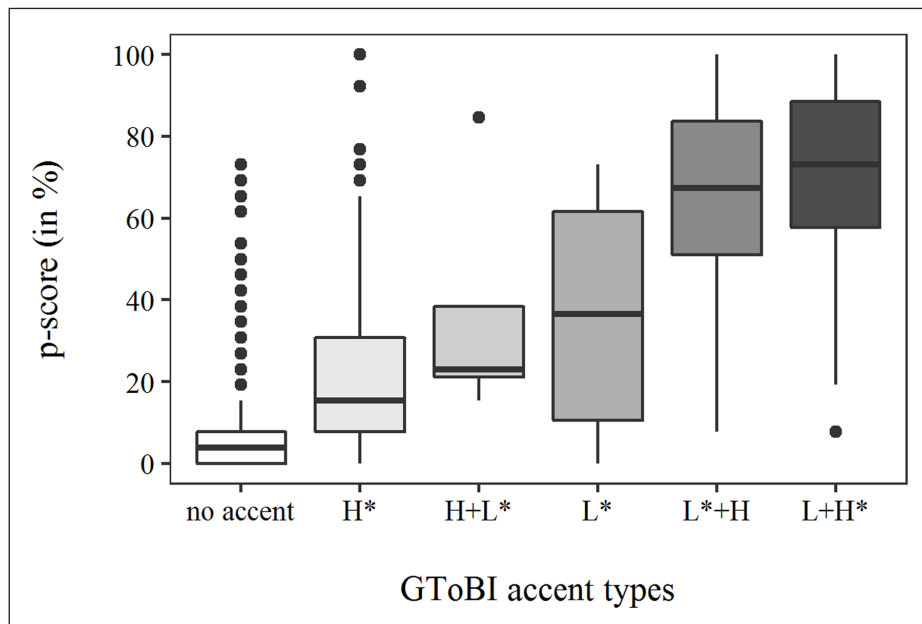 100
80
60
40
20
0
p-score (in %)
no accent H* H+L* L* L*+H L+H*
GToBI accent types